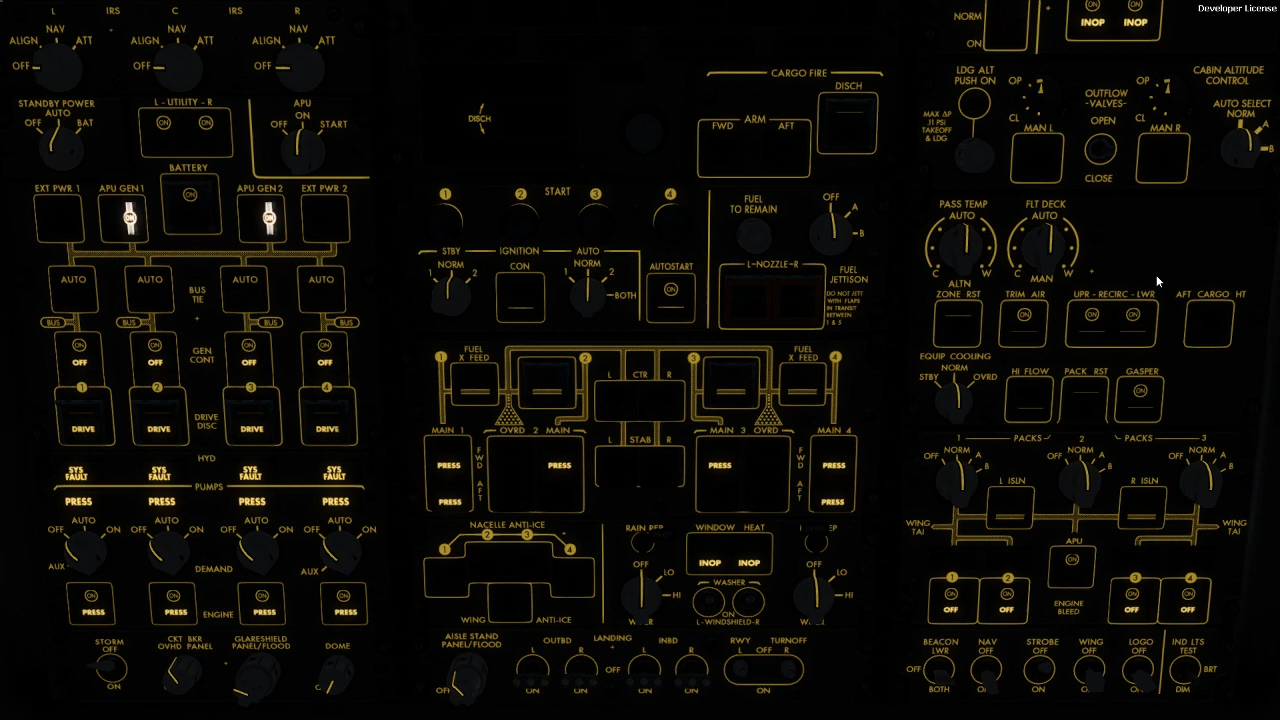 Developer License
L IRS C IRS R
NAV NAV NAV
ALIGN ATT ALIGN ATT ALIGN ATT
OFF OFF OFF
STANDBY POWER
AUTO
OFF BAT
L - UTILITY - R
ON ON
APU
ON
OFF START
BATTERY
ON
EXT PWR 1 APU GEN 1 APU GEN 2 EXT PWR 2
ON ON
AUTO AUTO AUTO AUTO
BUS
TIE
BUS BUS BUS BUS
ON ON ON ON
OFF OFF OFF OFF
GEN
CONT
1 2 3 4
DRIVE DRIVE DRIVE DRIVE
DRIVE
DISC
HYD
SYS FAULT SYS FAULT SYS FAULT SYS FAULT
PUMPS
PRESS PRESS PRESS PRESS
AUTO AUTO AUTO AUTO
OFF ON OFF ON OFF ON OFF ON
AUX DEMAND AUX
ON ON ON ON
PRESS PRESS ENGINE PRESS PRESS
STORM
OFF
ON
CKT BKR
OVHD PANEL
GLARESHIELD
PANEL/FLOOD
DOME
DISCH
CARGO FIRE
DISCH
ARM
FWD AFT
1 2 START 3 4
STBY IGNITION AUTO
NORM CON NORM
1 2 1 2
BOTH
AUTOSTART
ON
FUEL
TO REMAIN
OFF
A
B
L-NOZZLE-R
FUEL
JETTISON
DO NOT JETT
WITH FLAPS
IN TRANSIT
BETWEEN
1 & 5
FUEL
X FEED
FUEL
X FEED
1 2 3 4
L CTR R
MAIN 1 OVRD 2 MAIN L STAB R MAIN 3 OVRD MAIN 4
FWD FWD
PRESS PRESS PRESS PRESS
AFT AFT
PRESS PRESS
NACELLE ANTI-ICE
1 2 3 4
WING ANTI-ICE
RAIN REP
WINDOW HEAT
INOP INOP
OFF OFF
LO LO
HI HI
WASHER
ON
L-WINDSHIELD-R
AISLE STAND
PANEL/FLOOD
OUTBD LANDING INBD
L R L R
OFF
ON ON ON ON
RWY TURNOFF
L OFF R
ON
NORM
ON
ON ON
INOP INOP
LDG ALT
PUSH ON
MAX ΔP
.11 PSI
TAKEOFF
& LDG
OP OP
CL CL
OUTFLOW
-VALVES-
OPEN
CLOSE
MAN L MAN R
CABIN ALTITUDE
CONTROL
AUTO SELECT
NORM
A
B
PASS TEMP
AUTO
C W
FLT DECK
AUTO
C W
MAN
ALTN
ZONE RST
TRIM AIR
ON
UPR - RECIRC - LWR
ON ON
AFT CARGO HT
EQUIP COOLING
NORM
STBY OVRD
HI FLOW PACK RST GASPER
ON
1 PACKS 2 PACKS 3
NORM NORM NORM
OFF A OFF A OFF A
B B B
L ISLN R ISLN
WING
TAI
WING
TAI
APU
ON
1 2 3 4
ON ON ON ON
OFF OFF OFF OFF
ENGINE
BLEED
BEACON
LWR
OFF
BOTH
NAV
OFF
STROBE
OFF
ON
WING
OFF
LOGO
OFF
IND LTS
TEST
BRT
DIM